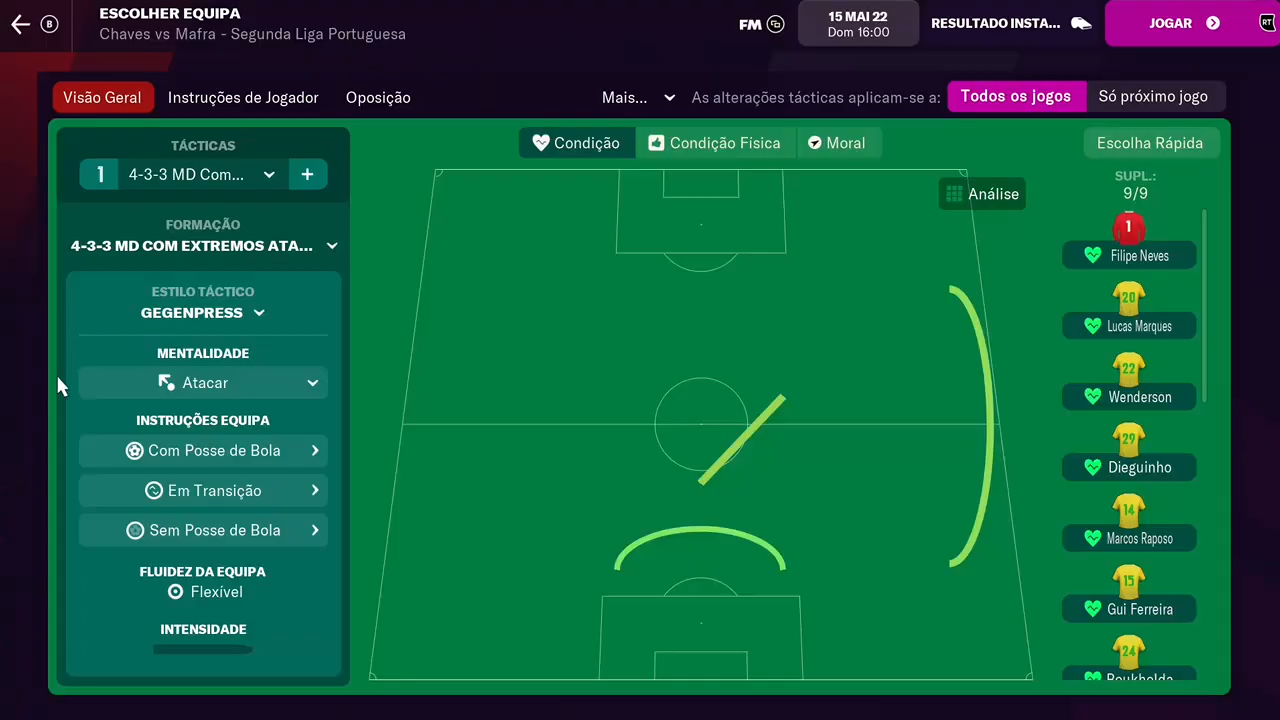 B
ESCOLHER EQUIPA
Chaves vs Mafra - Segunda Liga Portuguesa
FM
15 MAI 22
Dom 16:00
RESULTADO INSTA...
JOGAR
RT
Visão Geral
Instruções de Jogador
Oposição
Mais...
As alterações tácticas aplicam-se a:
Todos os jogos
Só próximo jogo
TÁCTICAS
1
4-3-3 MD Com...
+
FORMAÇÃO
4-3-3 MD COM EXTREMOS ATA...
ESTILO TÁCTICO
GEGENPRESS
MENTALIDADE
Atacar
INSTRUÇÕES EQUIPA
Com Posse de Bola
Em Transição
Sem Posse de Bola
FLUIDEZ DA EQUIPA
Flexível
INTENSIDADE
Condição
Condição Física
Moral
Análise
Escolha Rápida
SUPL.:
9/9
1
Filipe Neves
20
Lucas Marques
22
Wenderson
29
Dieguinho
14
Marcos Raposo
15
Gui Ferreira
24